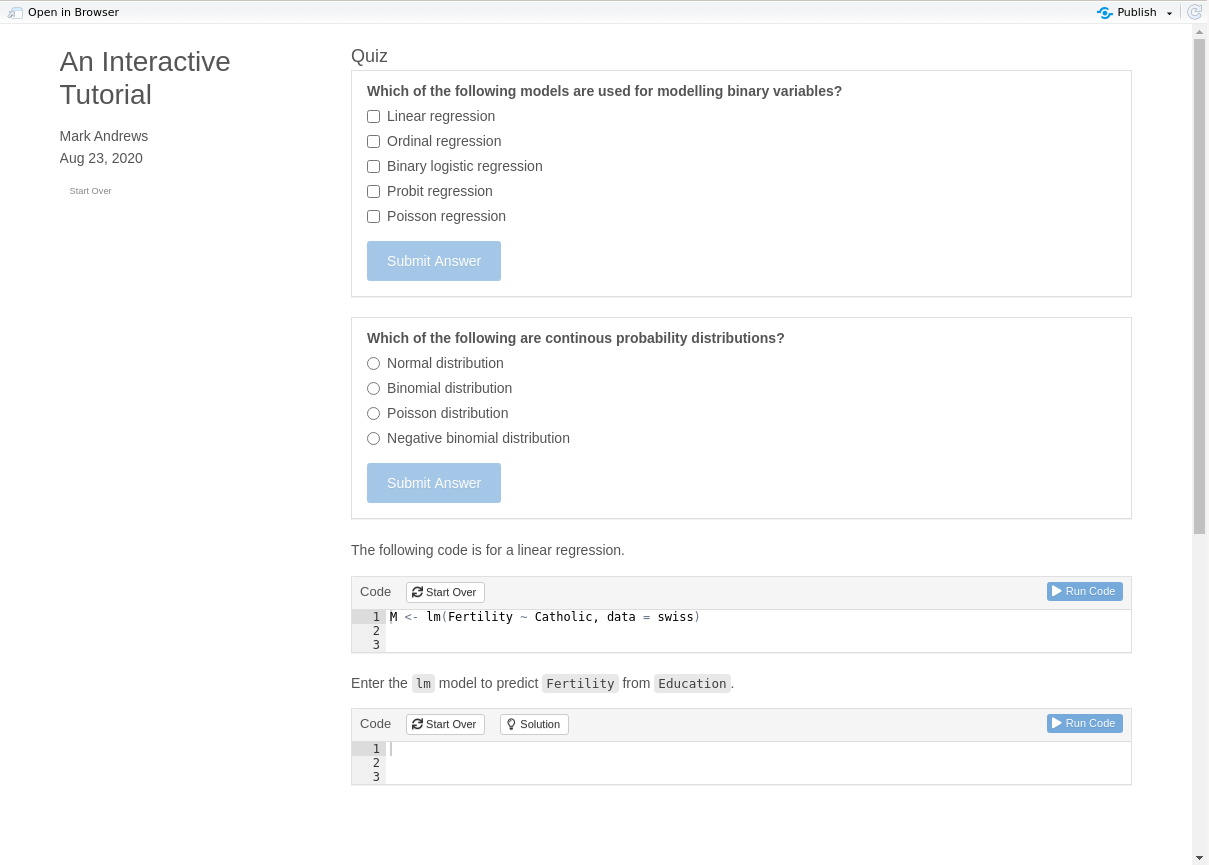 Open in Browser
Publish
An Interactive
Tutorial
Mark Andrews
Aug 23, 2020
Start Over
Quiz
Which of the following models are used for modelling binary variables?
Linear regression
Ordinal regression
Binary logistic regression
Probit regression
Poisson regression
Submit Answer
Which of the following are continous probability distributions?
Normal distribution
Binomial distribution
Poisson distribution
Negative binomial distribution
Submit Answer
The following code is for a linear regression.
Code Start Over Run Code
1 M <- lm(Fertility ~ Catholic, data = swiss)
2
3
Enter the lm model to predict Fertility from Education.
Code Start Over Solution Run Code
1
2
3